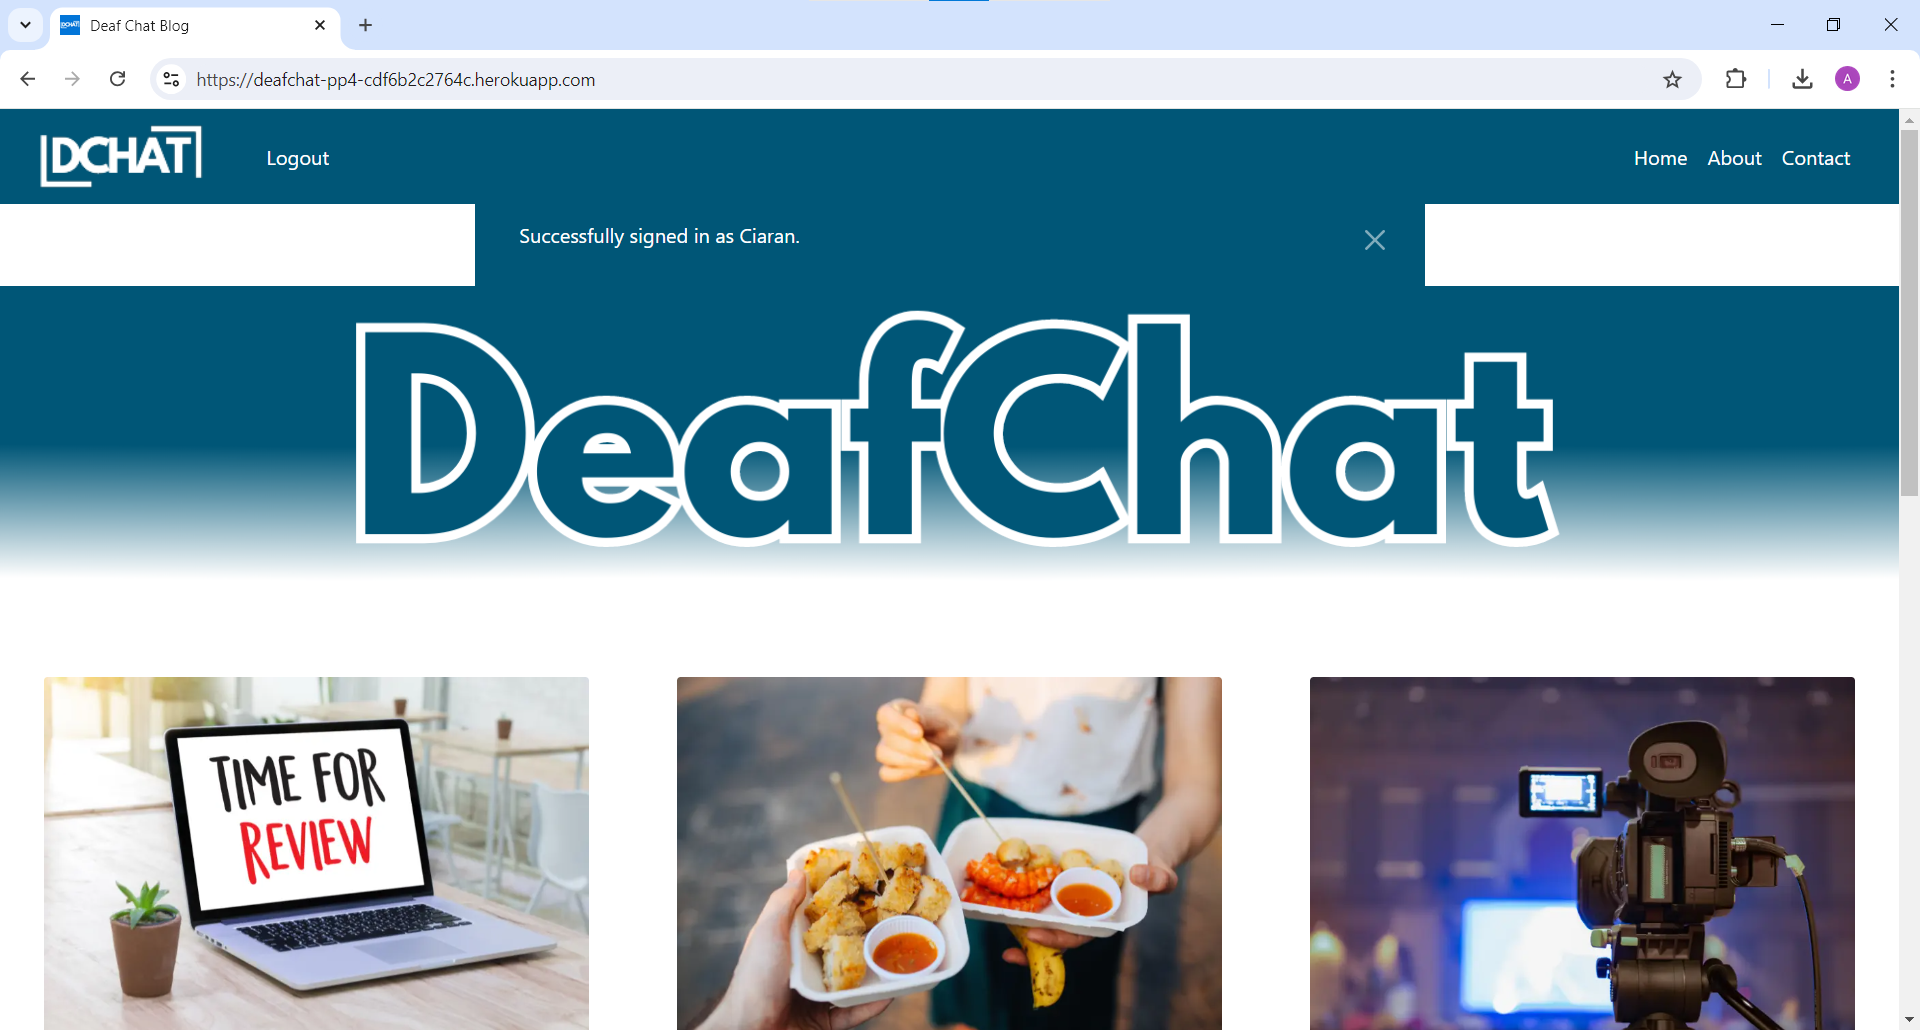 DCHAT
Deaf Chat Blog
https://deafchat-pp4-cdf6b2c2764c.herokuapp.com
A
DCHAT
Logout
Home About Contact
Successfully signed in as Ciaran.
DeafChat
TIME FOR
REVIEW